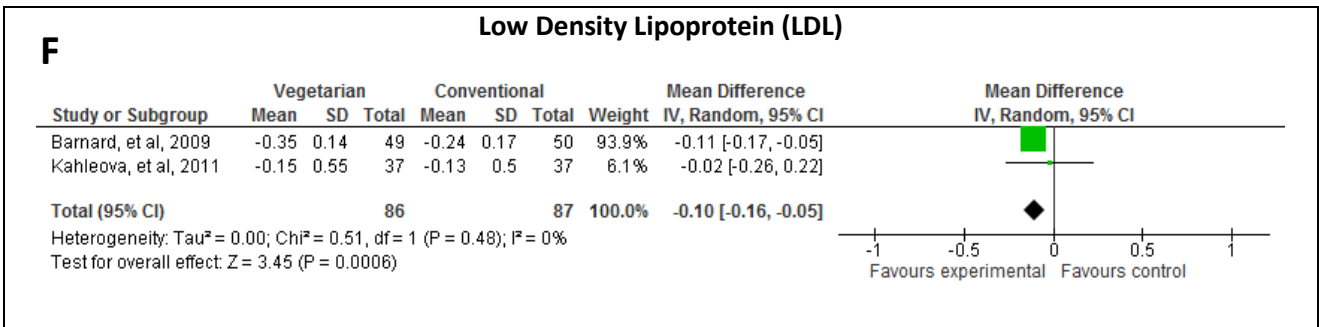 Low Density Lipoprotein (LDL)
F
Vegetarian Conventional Mean Difference Mean Difference
Study or Subgroup Mean SD Total Mean SD Total Weight IV, Random, 95% CI IV, Random, 95% CI
Barnard, et al, 2009 -0.35 0.14 49 -0.24 0.17 50 93.9% -0.11 [-0.17, -0.05]
Kahleova, et al, 2011 -0.15 0.55 37 -0.13 0.5 37 6.1% -0.02 [-0.26, 0.22]
Total (95% CI) 86 87 100.0% -0.10 [-0.16, -0.05]
Heterogeneity: Tau² = 0.00; Chi² = 0.51, df = 1 (P = 0.48); I² = 0%
Test for overall effect: Z = 3.45 (P = 0.0006)
-1 -0.5 0 0.5 1
Favours experimental Favours control